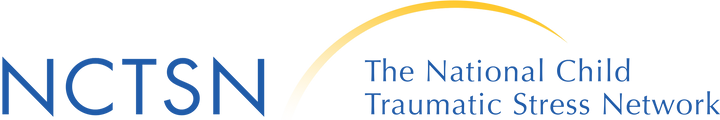 NCTSN
The National Child
Traumatic Stress Network